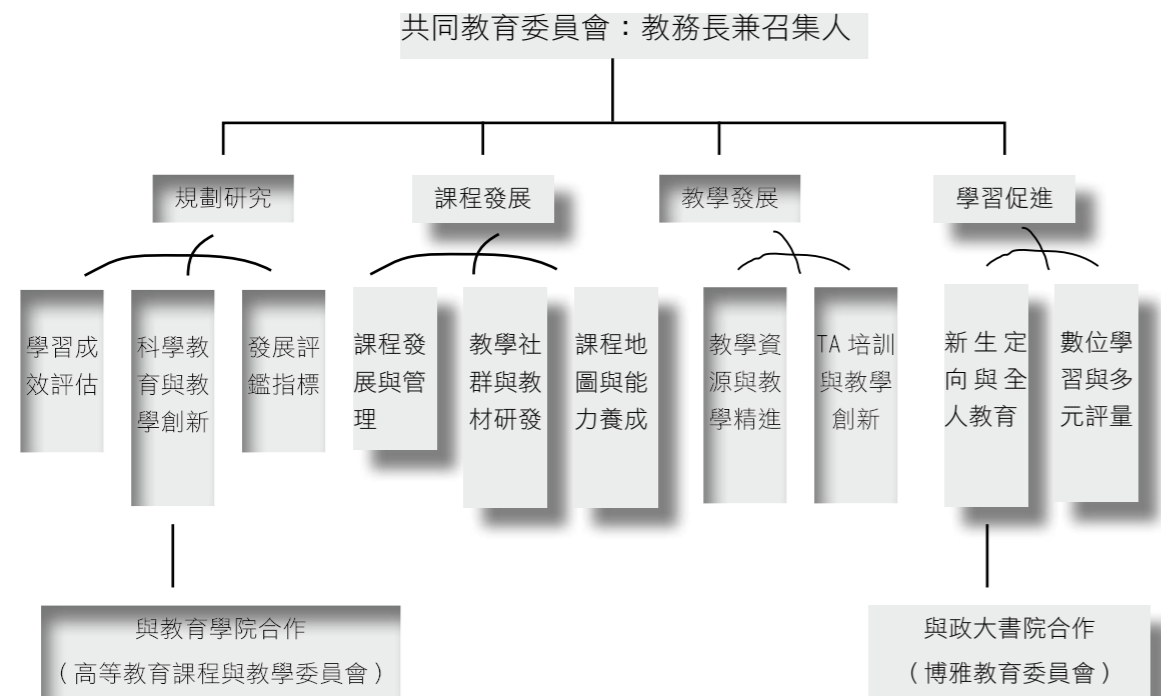 共同教育委員會：教務長兼召集人
規劃研究
課程發展
教學發展
學習促進
學習成
效評估
科學教
育與教
學創新
發展評
鑑指標
課程發
展與管
理
教學社
群與教
材研發
課程地
圖與能
力養成
教學資
源與教
學精進
TA 培訓
與教學
創新
新生定
向與全
人教育
數位學
習與多
元評量
與教育學院合作
（高等教育課程與教學委員會）
與政大書院合作
（博雅教育委員會）